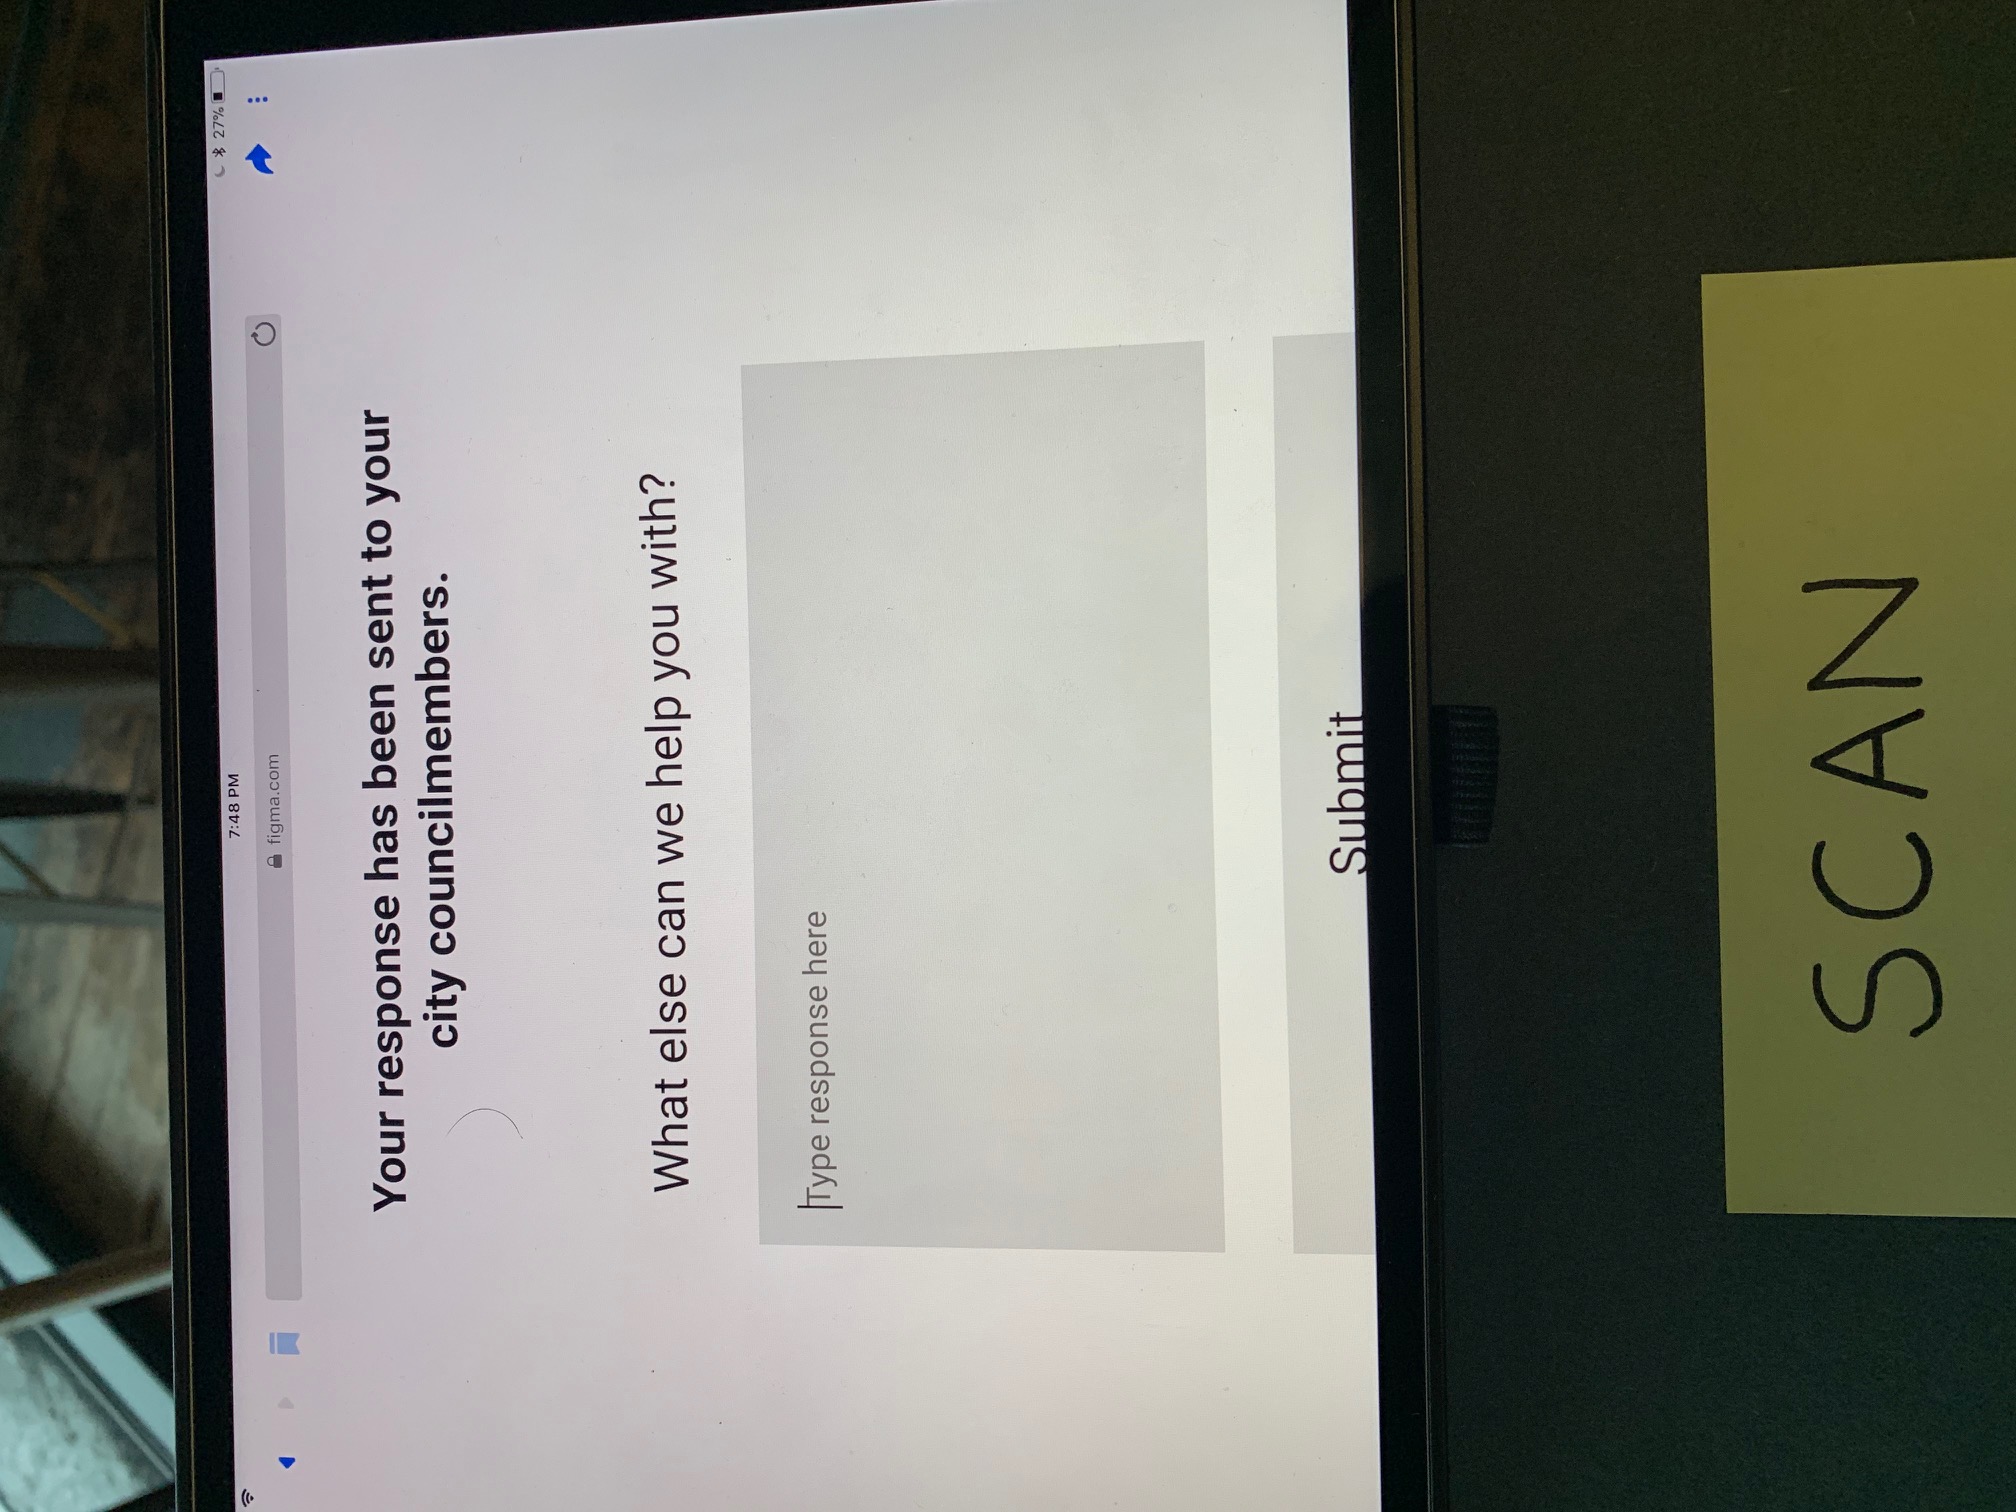 7:48 PM
27%
figma.com
Your response has been sent to your
city councilmembers.
What else can we help you with?
Type response here
Submit
SCAN